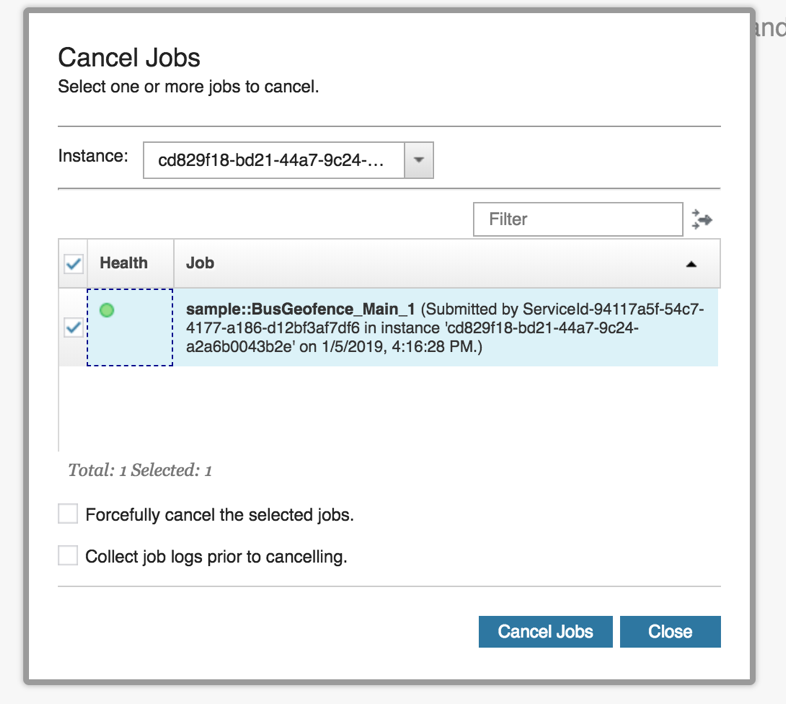 and
Cancel Jobs
Select one or more jobs to cancel.
Instance: cd829f18-bd21-44a7-9c24-...
Filter
Health Job
sample::BusGeofence_Main_1 (Submitted by ServiceId-94117a5f-54c7-
4177-a186-d12bf3af7df6 in instance 'cd829f18-bd21-44a7-9c24-
a2a6b0043b2e' on 1/5/2019, 4:16:28 PM.)
Total: 1 Selected: 1
Forcefully cancel the selected jobs.
Collect job logs prior to cancelling.
Cancel Jobs Close